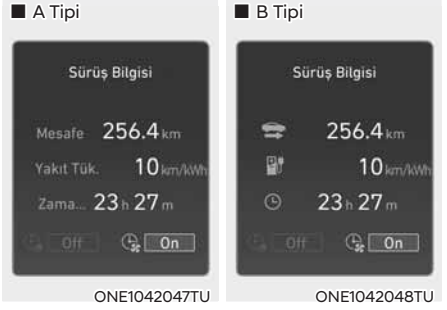 ■ A Tipi
Sürüş Bilgisi
Mesafe 256.4 km
Yakıt Tük. 10 km/kWh
Zama... 23 h 27 m
Off On
ONE1042047TU
■ B Tipi
Sürüş Bilgisi
256.4 km
10 km/kWh
23 h 27 m
Off On
ONE1042048TU